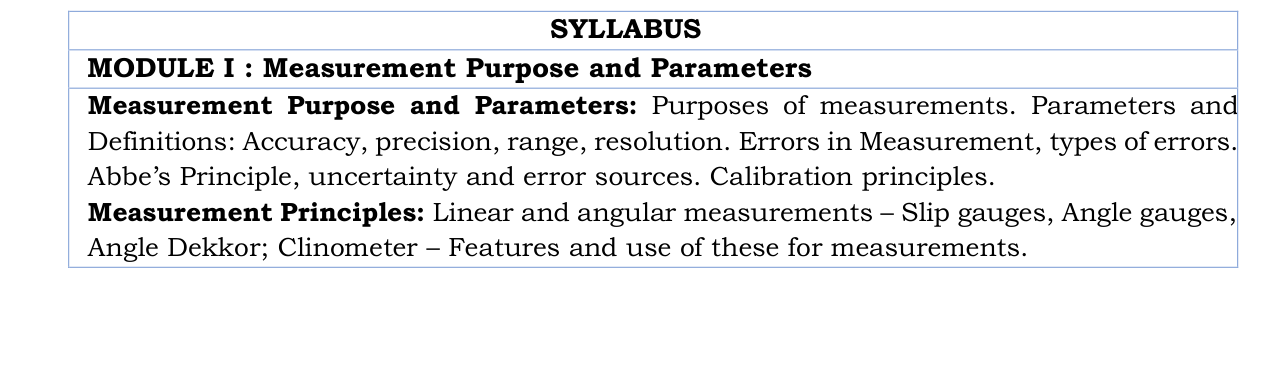 SYLLABUS
MODULE I : Measurement Purpose and Parameters
Measurement Purpose and Parameters: Purposes of measurements. Parameters and
Definitions: Accuracy, precision, range, resolution. Errors in Measurement, types of errors.
Abbe’s Principle, uncertainty and error sources. Calibration principles.
Measurement Principles: Linear and angular measurements – Slip gauges, Angle gauges,
Angle Dekkor; Clinometer – Features and use of these for measurements.